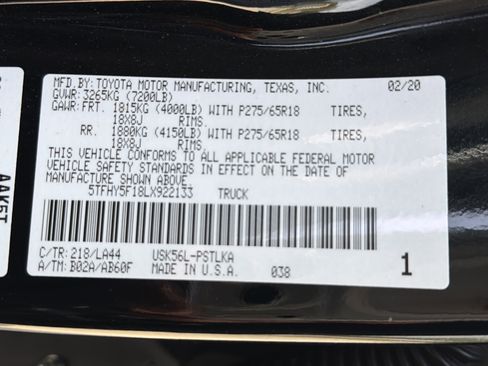 MFD.BY:TOYOTA MOTOR MANUFACTURING, TEXAS, INC. 02/20
GVWR: 3265KG (7200LB)
GAWR: FRT. 1815KG (4000LB) WITH P275/65R18 TIRES,
18X8J RIMS.
RR. 1880KG (4150LB) WITH P275/65R18 TIRES,
18X8J RIMS.
THIS VEHICLE CONFORMS TO ALL APPLICABLE FEDERAL MOTOR
VEHICLE SAFETY STANDARDS IN EFFECT ON THE DATE OF
MANUFACTURE SHOWN ABOVE.
5TFHY5F18LX922133 TRUCK
C/TR: 218/LA44 USK56L-PSTLKA
A/TM: B02A/AB60F MADE IN U.S.A. 038 1